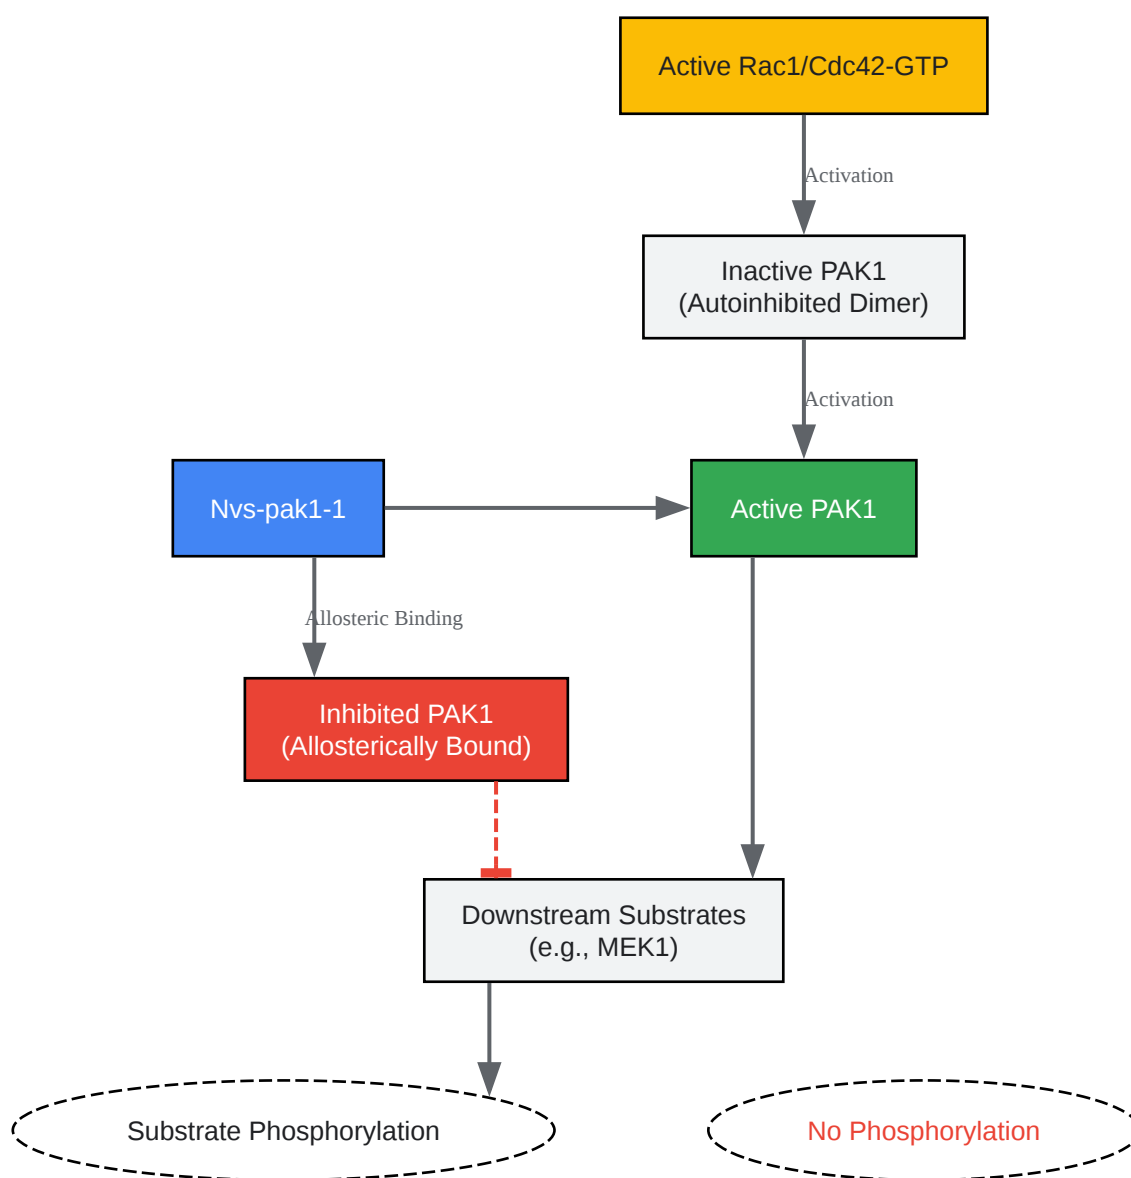 Active Rac1/Cdc42-GTP
Activation
Inactive PAK1
(Autoinhibited Dimer)
Activation
Nvs-pak1-1
Active PAK1
Allosteric Binding
Inhibited PAK1
(Allosterically Bound)
Downstream Substrates
(e.g., MEK1)
Substrate Phosphorylation
No Phosphorylation